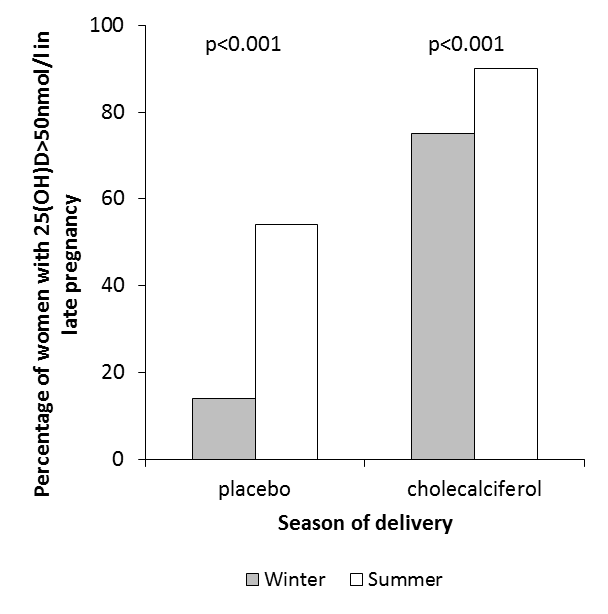 Percentage of women with 25(OH)D>50nmol/l in
late pregnancy
100
80
60
40
20
0
p<0.001
p<0.001
placebo
cholecalciferol
Season of delivery
Winter
Summer